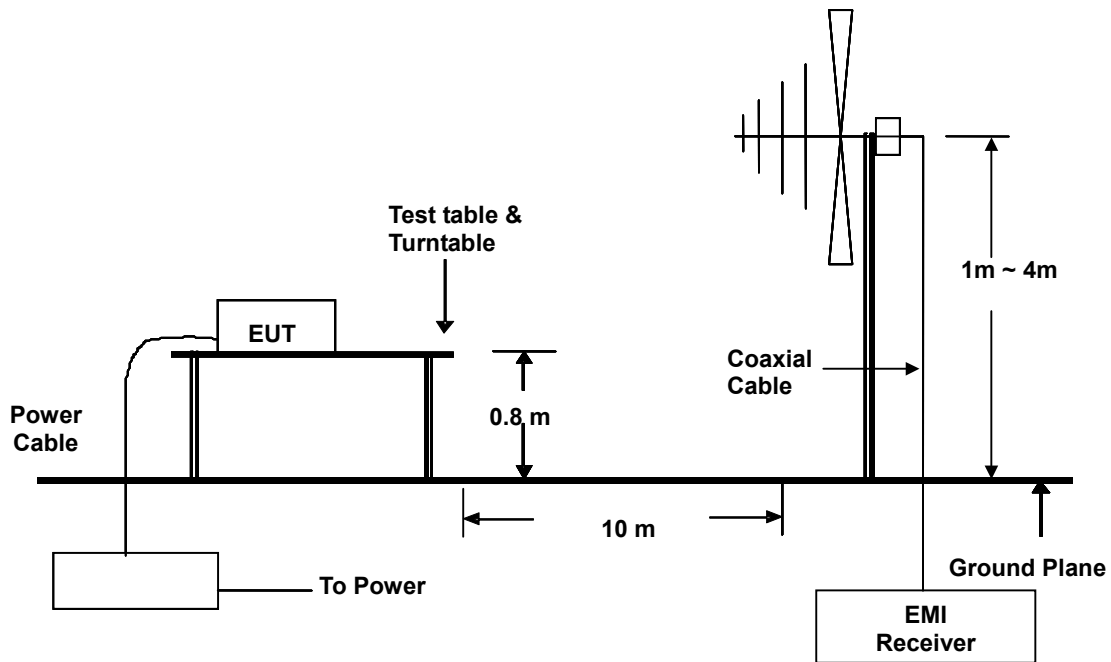 Test table &
Turntable
1m ~ 4m
EUT
Coaxial
Cable
0.8 m
Power
Cable
10 m
To Power
Ground Plane
EMI
Receiver